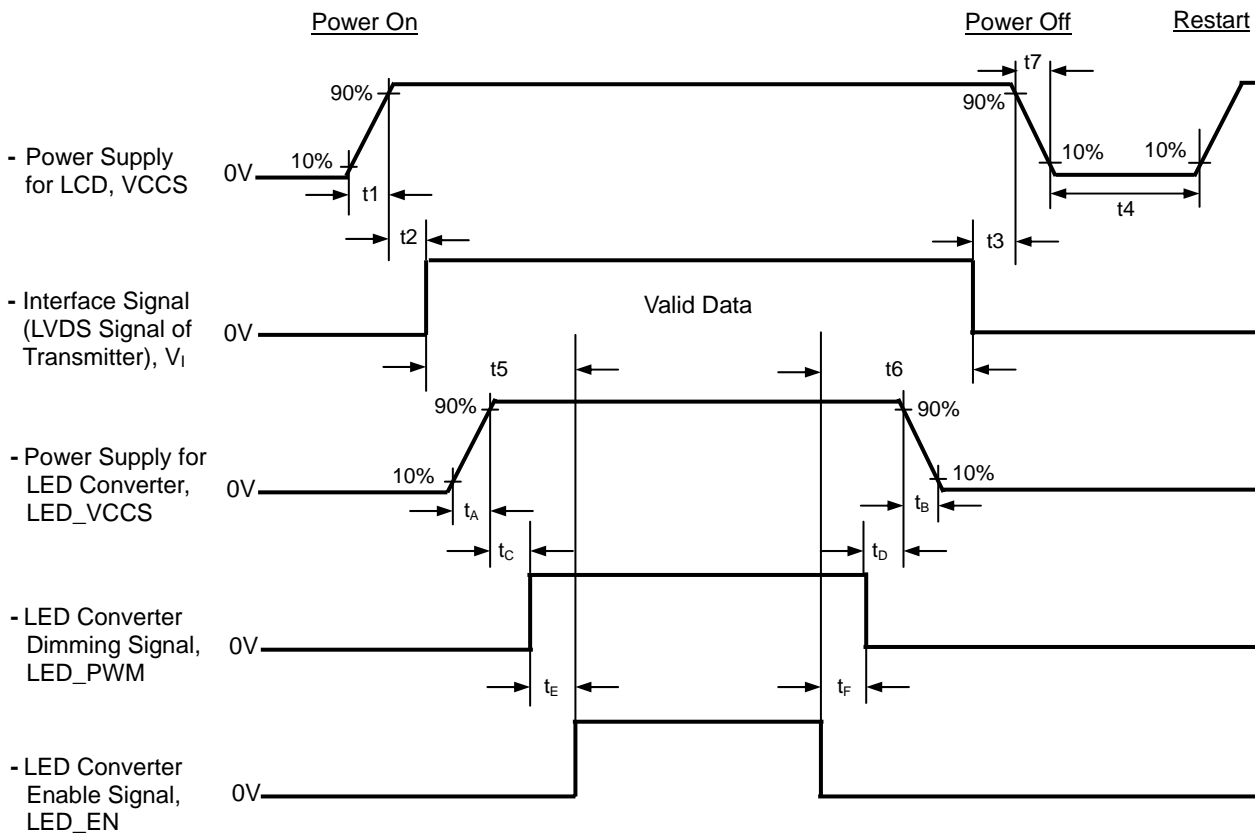 Power On
Power Off
Restart
t7
90%
90%
- Power Supply
for LCD, VCCS
0V
10%
10%
10%
t1
t4
t2
t3
- Interface Signal
(LVDS Signal of
Transmitter), VI
0V
Valid Data
t5
t6
90%
90%
- Power Supply for
LED Converter,
LED_VCCS
0V
10%
10%
tA
tB
tC
tD
- LED Converter
Dimming Signal,
LED_PWM
0V
tE
tF
- LED Converter
Enable Signal,
LED_EN
0V